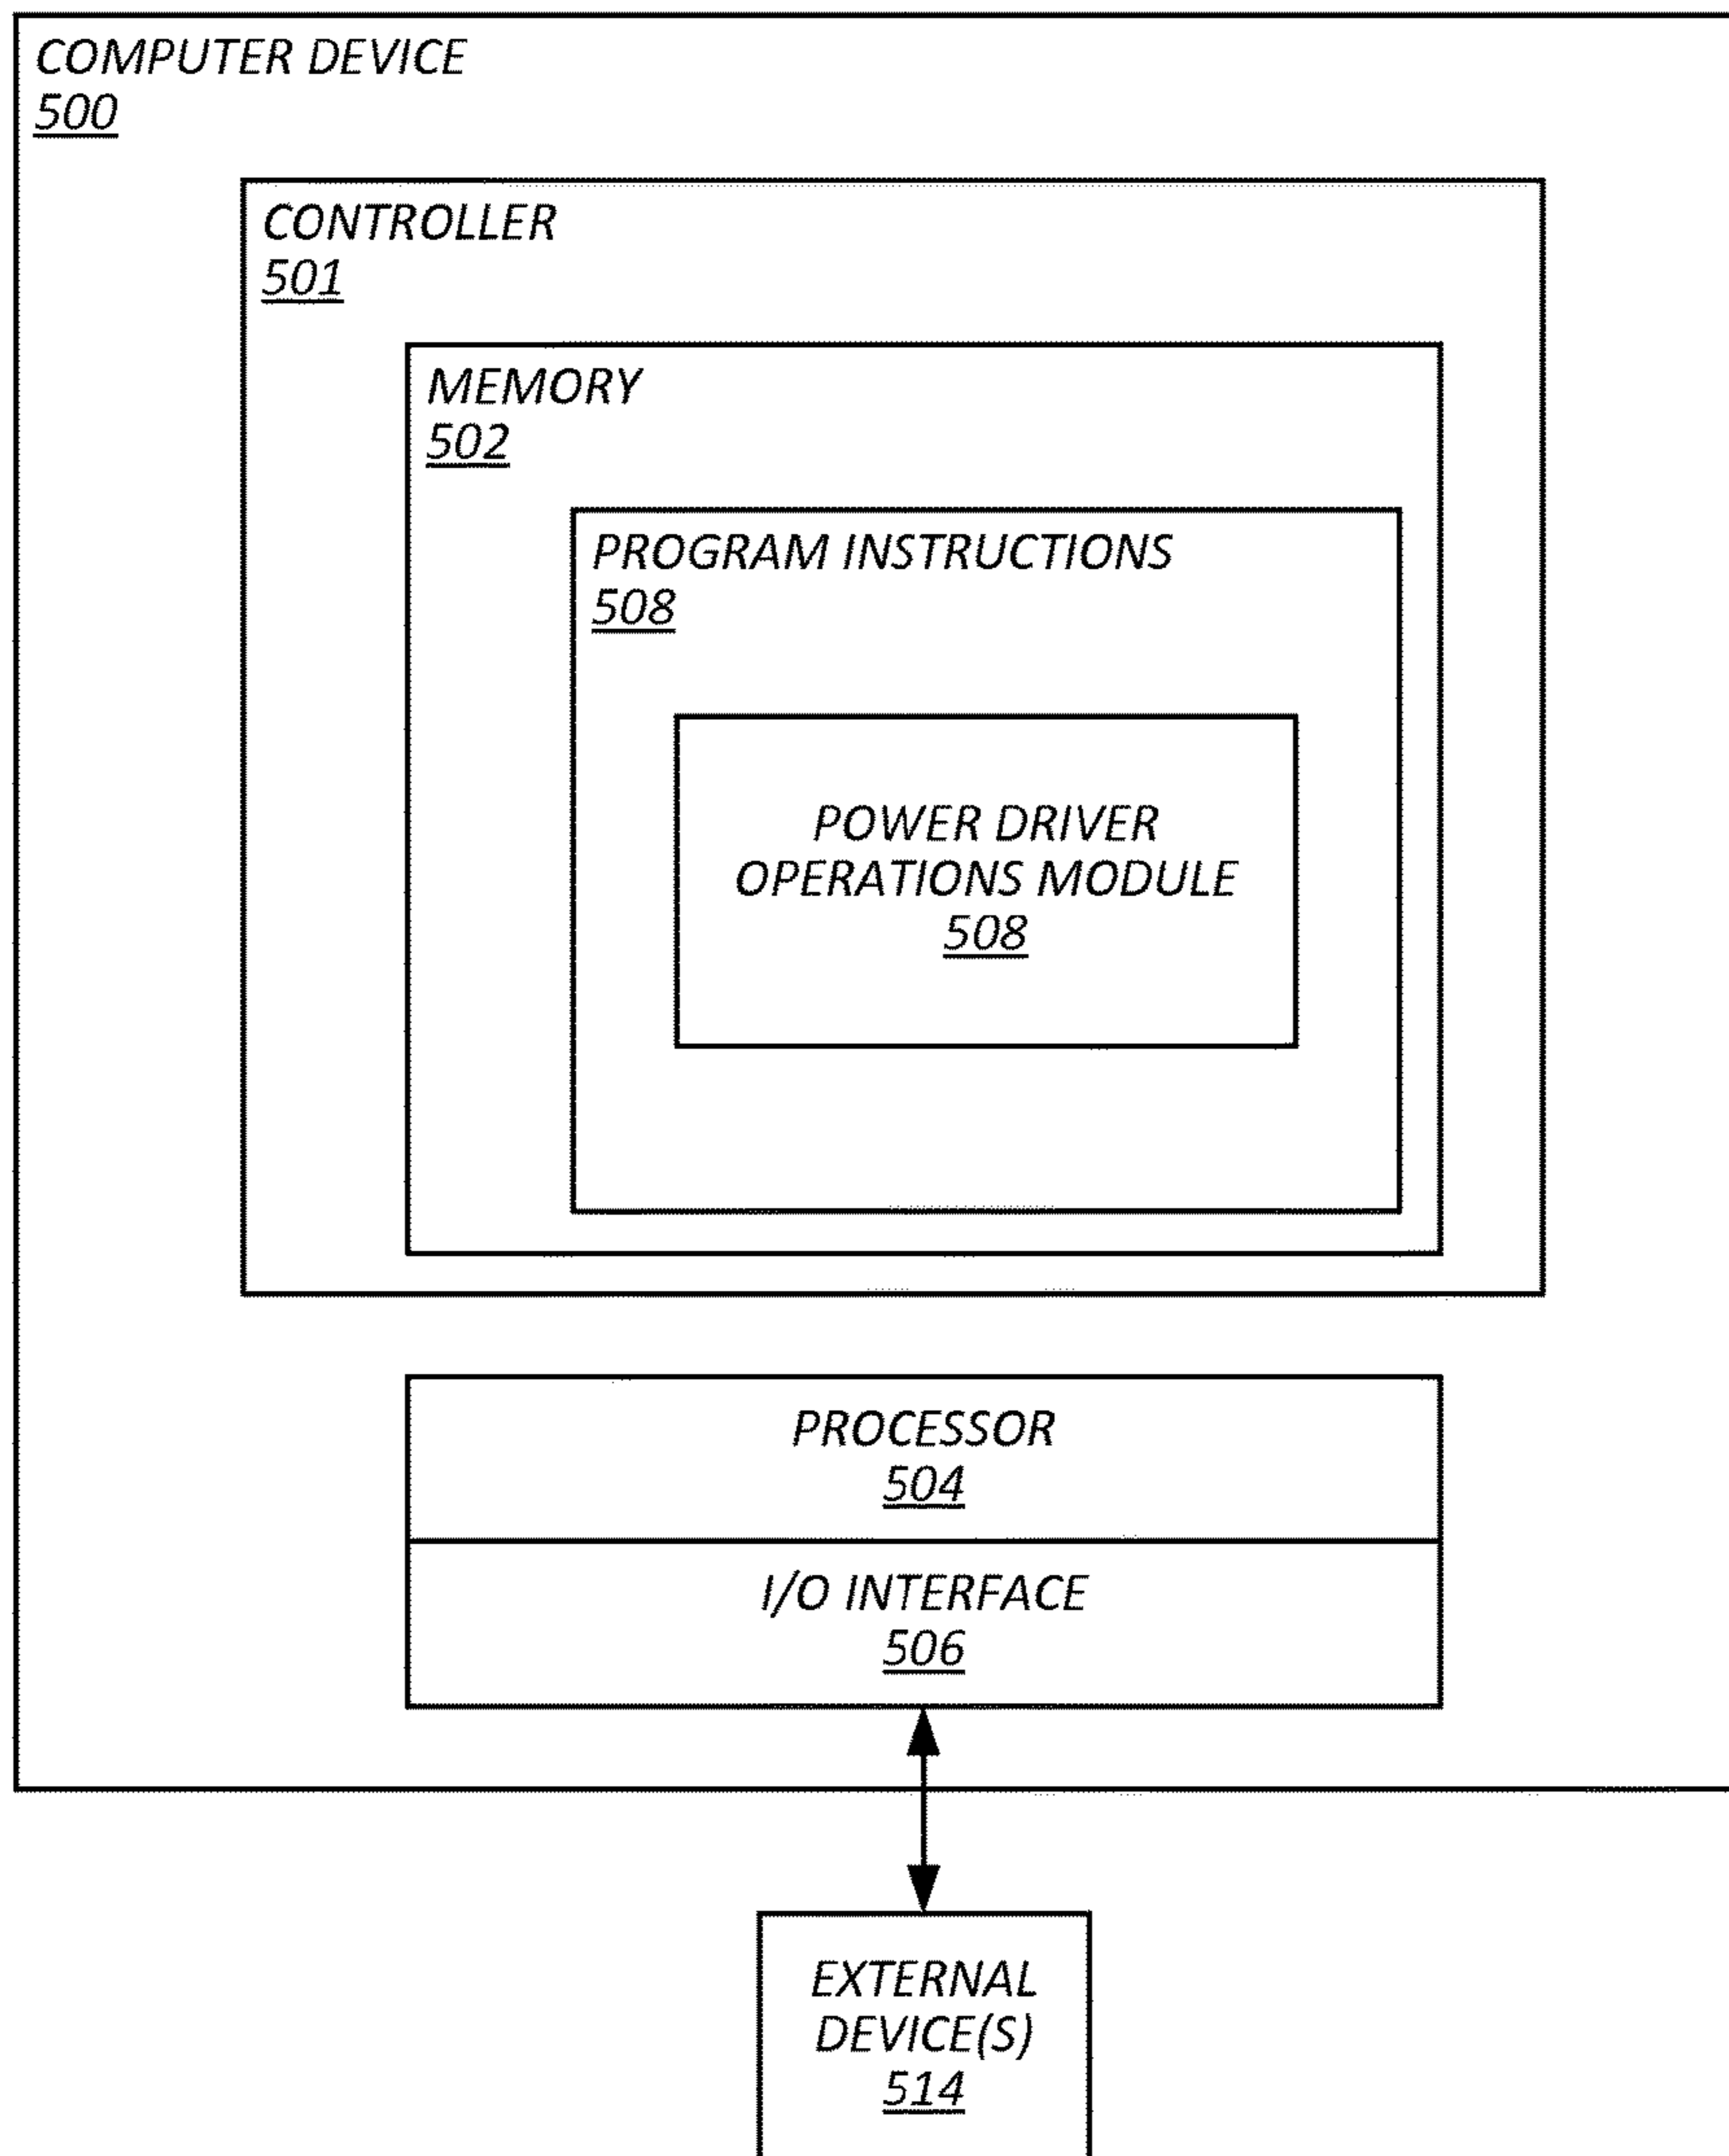 COMPUTER DEVICE
500
CONTROLLER
501
MEMORY
502
PROGRAM INSTRUCTIONS
508
POWER DRIVER
OPERATIONS MODULE
508
PROCESSOR
504
I/O INTERFACE
506
EXTERNAL
DEVICE(S)
514